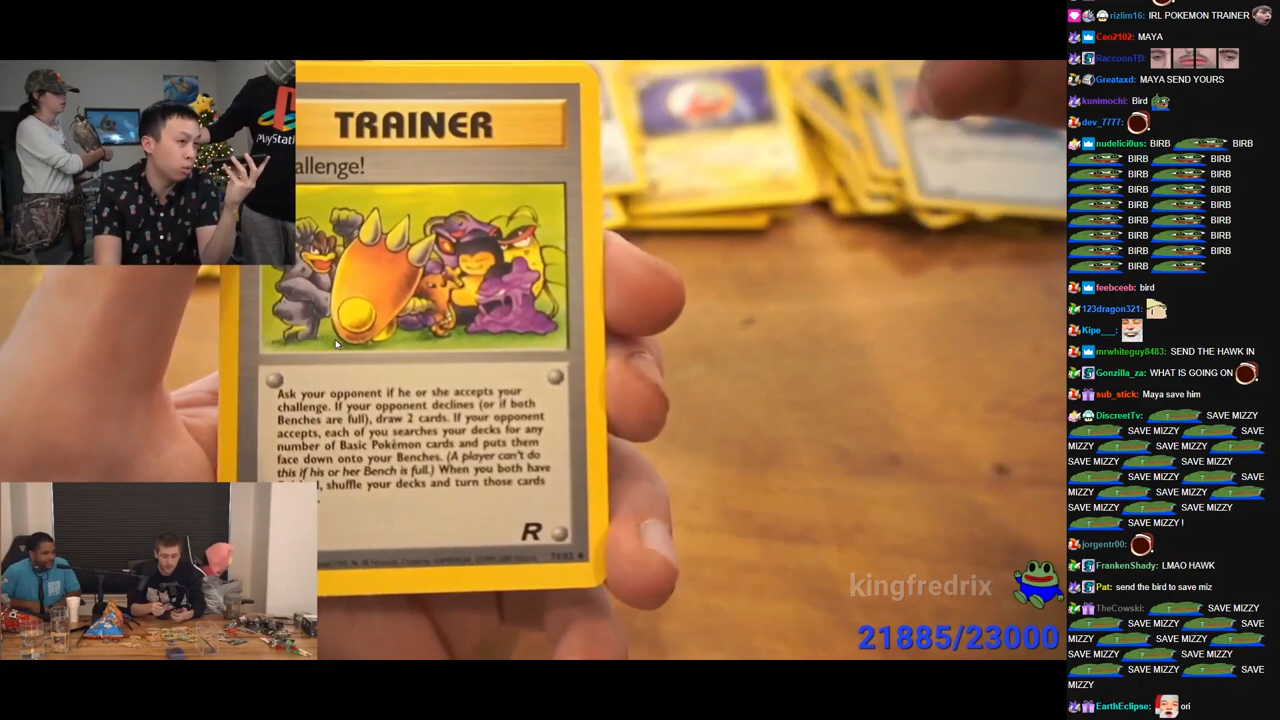 TRAINER
allenge!
Ask your opponent if he or she accepts your
challenge. If your opponent declines (or if both
Benches are full), draw 2 cards. If your opponent
accepts, each of you searches your decks for any
number of Basic Pokémon cards and puts them
face down onto your Benches. (A player can't do
this if his or her Bench is full.) When you both have
, shuffle your decks and turn those cards
R
PlayStati
kingfredrix
21885/23000
rizlim16: IRL POKEMON TRAINER
Ceo2102: MAYA
RaccoonTB:
Greataxd: MAYA SEND YOURS
kunimochi: Bird
dev_7777:
nudelici0us: BIRB BIRB
BIRB BIRB
BIRB BIRB
BIRB BIRB
BIRB BIRB
BIRB BIRB
BIRB BIRB
BIRB BIRB
BIRB
feebceeb: bird
123dragon321:
Kipe___:
mrwhiteguy8483: SEND THE HAWK IN
Gonzilla_za: WHAT IS GOING ON
sub_stick: Maya save him
DiscreetTv: SAVE MIZZY
SAVE MIZZY SAVE
MIZZY SAVE MIZZY
SAVE MIZZY SAVE MIZZY
SAVE MIZZY SAVE
MIZZY SAVE MIZZY
SAVE MIZZY SAVE MIZZY
SAVE MIZZY !
jorgentr00:
FrankenShady: LMAO HAWK
Pat: send the bird to save miz
TheCowski: SAVE MIZZY
SAVE MIZZY SAVE
MIZZY SAVE MIZZY
SAVE MIZZY SAVE MIZZY
SAVE MIZZY SAVE
MIZZY
EarthEclipse: ori